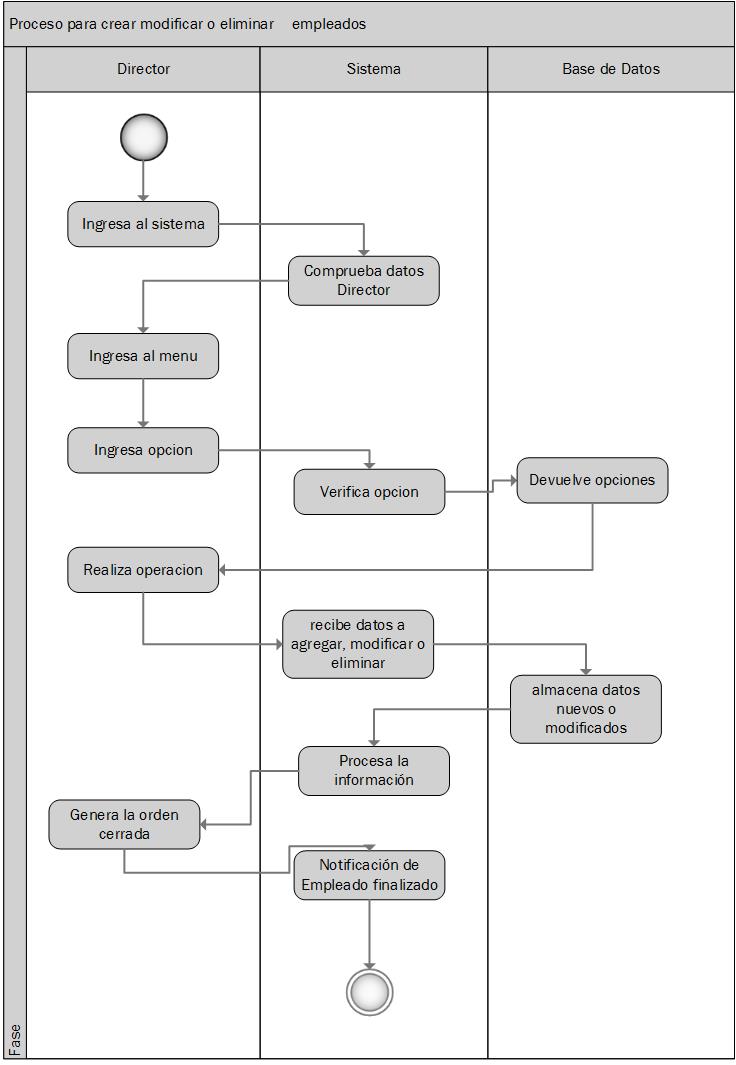 Proceso para crear modificar o eliminar empleados
Director
Sistema
Base de Datos
Ingresa al sistema
Comprueba datos
Director
Ingresa al menu
Ingresa opcion
Verifica opcion
Devuelve opciones
Realiza operacion
recibe datos a
agregar, modificar o
eliminar
almacena datos
nuevos o
modificados
Procesa la
información
Genera la orden
cerrada
Notificación de
Empleado finalizado
Fase